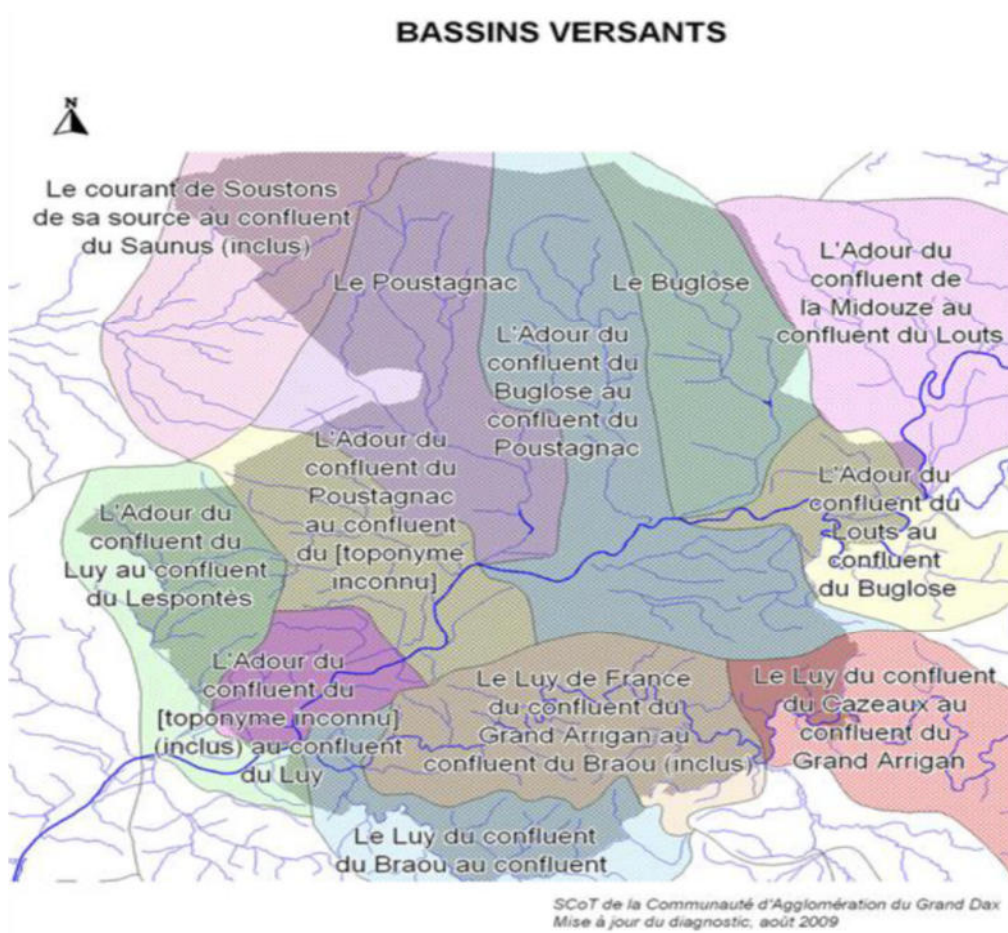 BASSINS VERSANTS
N
Le courant de Soustons
de sa source au confluent
du Saunus (inclus)
Le Poustagnac
Le Buglose
L'Adour du
confluent de
la Midouze au
confluent du Louts
L'Adour du
confluent du
Buglose au
confluent du
Poustagnac
L'Adour du
confluent du
Poustagnac
au confluent
du [toponyme
inconnu]
L'Adour du
confluent du
Louts au
confluent
du Buglose
L'Adour du
confluent du
Luy au confluent
du Lespontès
L'Adour du
confluent du
[toponyme inconnu]
(inclus) au confluent
du Luy
Le Luy de France
du confluent du
Grand Arrigan au
confluent du Braou (inclus)
Le Luy du confluent
du Cazeaux au
confluent du
Grand Arrigan
Le Luy du confluent
du Braou au confluent
SCoT de la Communauté d'Agglomération du Grand Dax
Mise à jour du diagnostic, août 2009